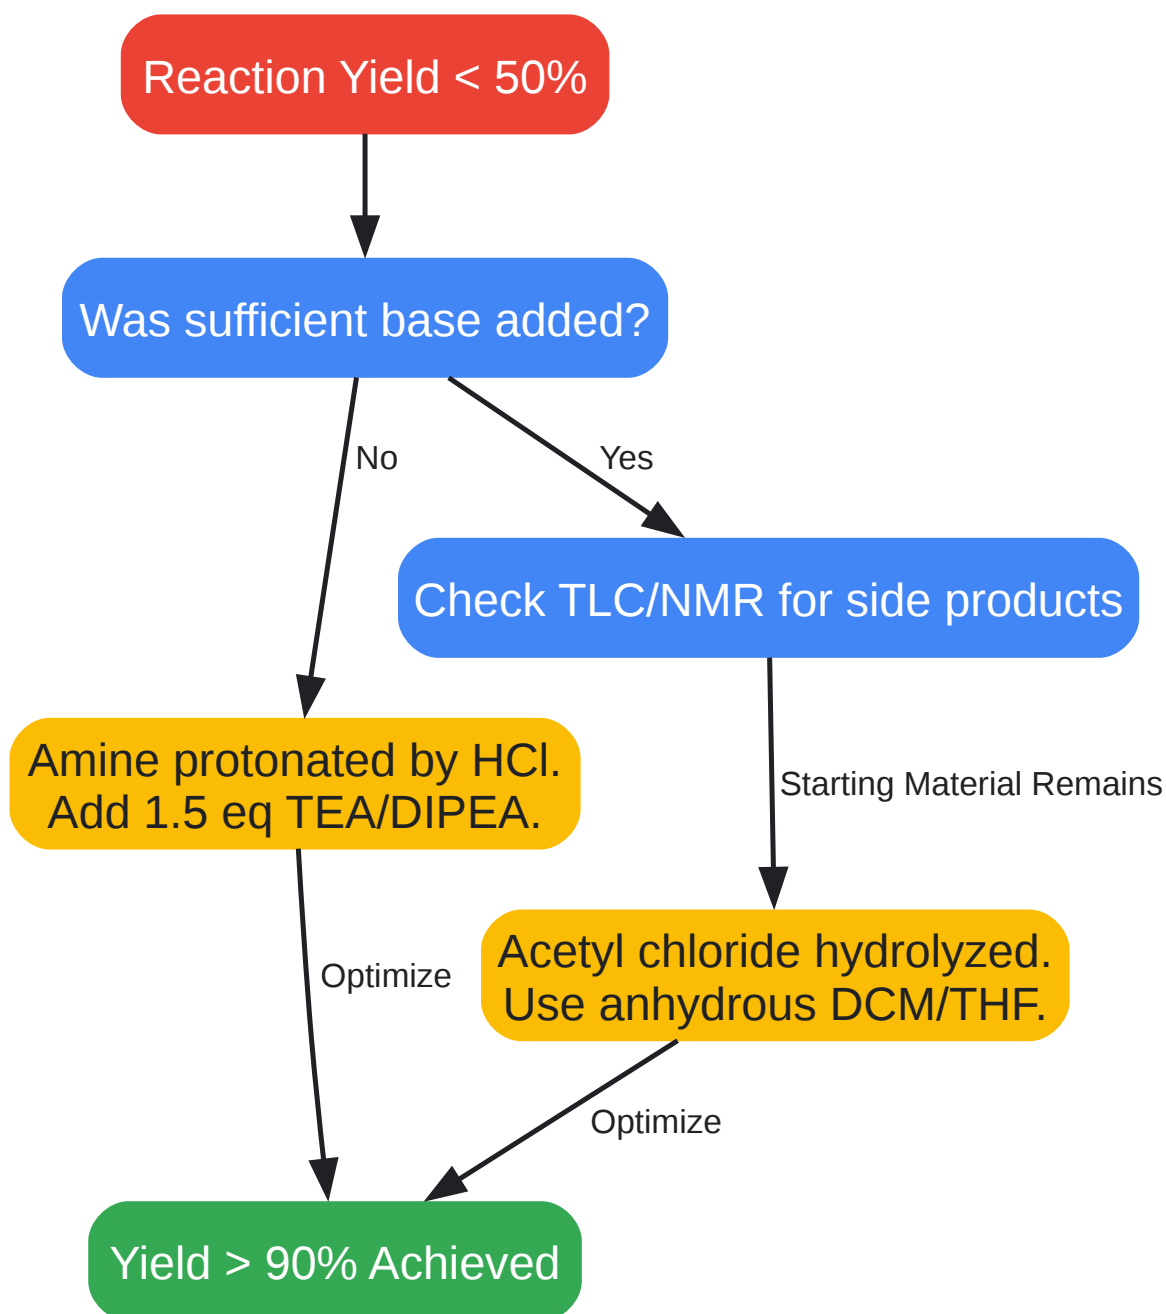 Reaction Yield < 50%
Was sufficient base added?
No
Yes
Check TLC/NMR for side products
Amine protonated by HCl.
Add 1.5 eq TEA/DIPEA.
Starting Material Remains
Acetyl chloride hydrolyzed.
Use anhydrous DCM/THF.
Optimize
Optimize
Yield > 90% Achieved